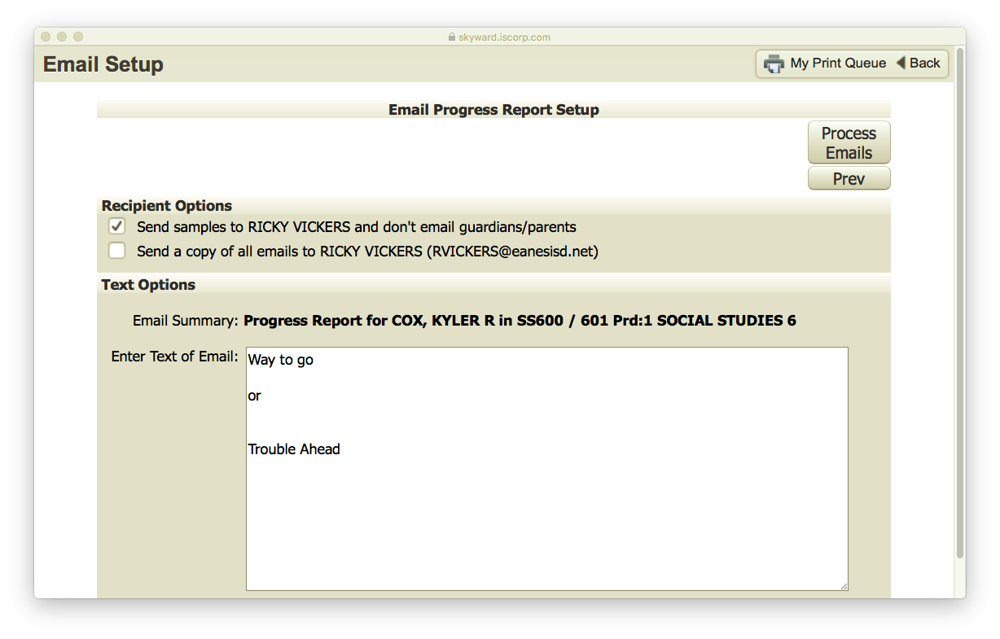 skyward.iscorp.com
Email Setup
My Print Queue Back
Email Progress Report Setup
Process
Emails
Prev
Recipient Options
Send samples to RICKY VICKERS and don't email guardians/parents
Send a copy of all emails to RICKY VICKERS (RVICKERS@eanesisd.net)
Text Options
Email Summary: Progress Report for COX, KYLER R in SS600 / 601 Prd:1 SOCIAL STUDIES 6
Enter Text of Email: Way to go
or
Trouble Ahead